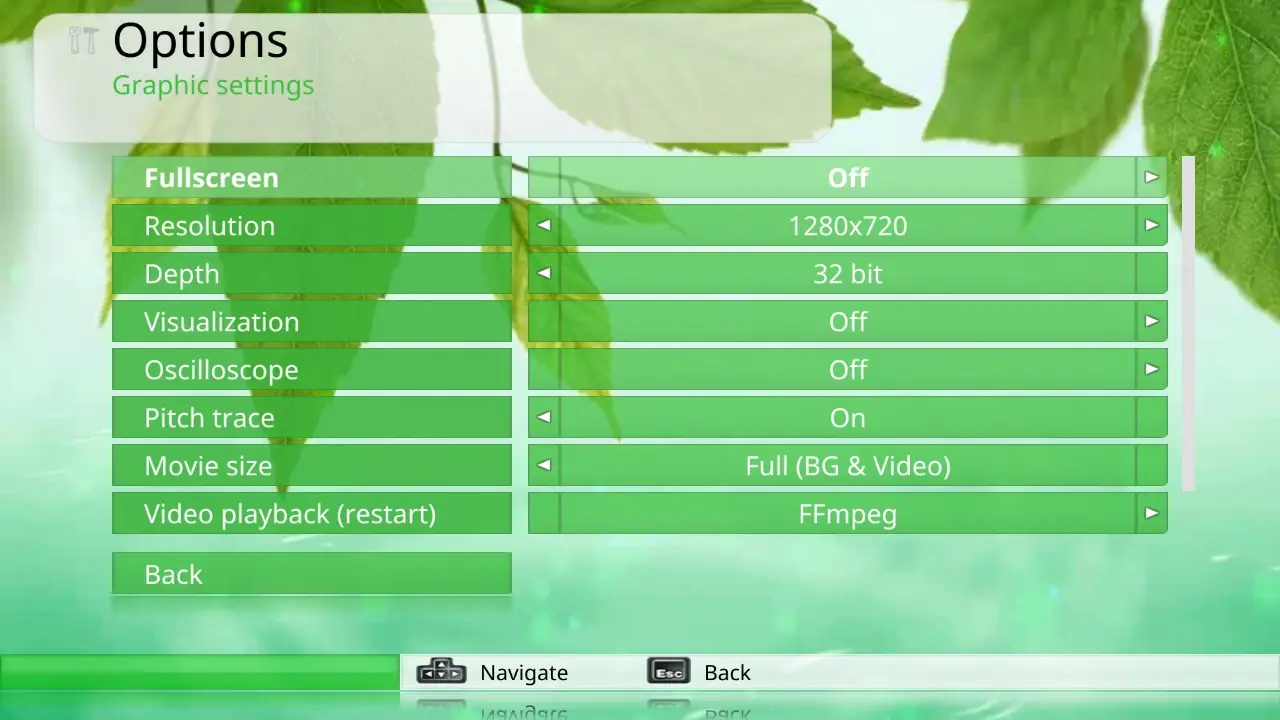 Options
Graphic settings
Fullscreen Off
Resolution 1280x720
Depth 32 bit
Visualization Off
Oscilloscope Off
Pitch trace On
Movie size Full (BG & Video)
Video playback (restart) FFmpeg
Back
Navigate Esc Back